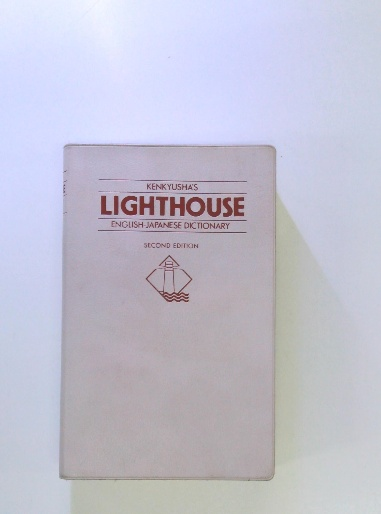 KENKYUSHA'S
LIGHTHOUSE
ENGLISH-JAPANESE DICTIONARY
SECOND EDITION